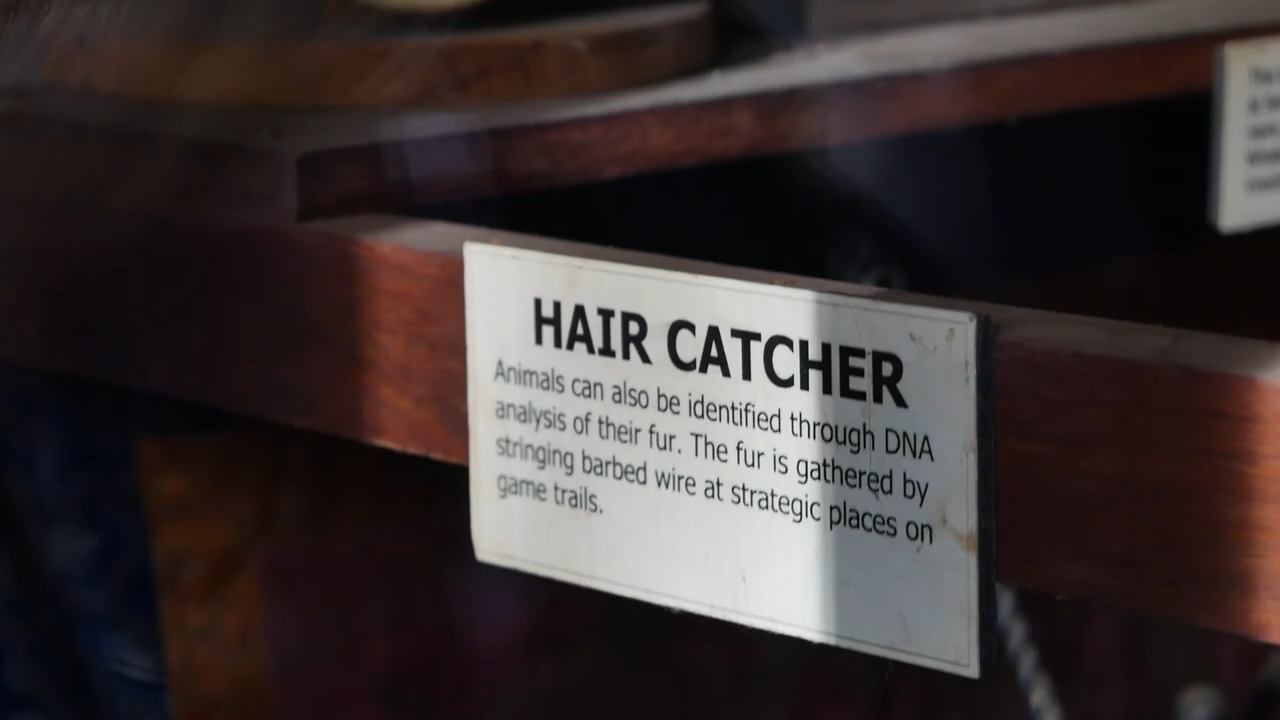 HAIR CATCHER
Animals can also be identified through DNA
analysis of their fur. The fur is gathered by
stringing barbed wire at strategic places on
game trails.